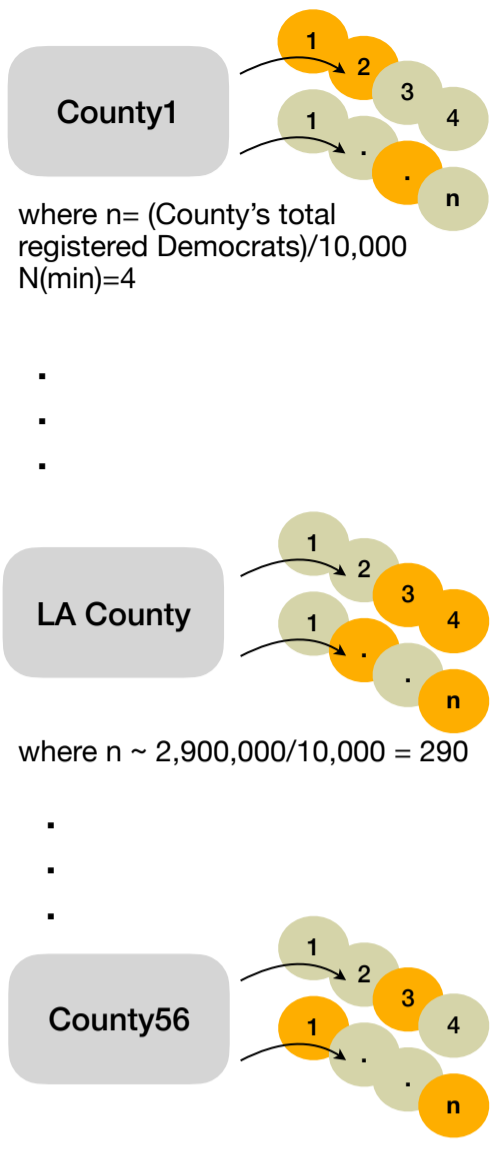 County1
1
2
3
4
1
.
.
n
where n= (County's total
registered Democrats)/10,000
N(min)=4
.
.
.
LA County
1
2
3
4
1
.
.
n
where n ~ 2,900,000/10,000 = 290
.
.
.
County56
1
2
3
4
1
.
.
n